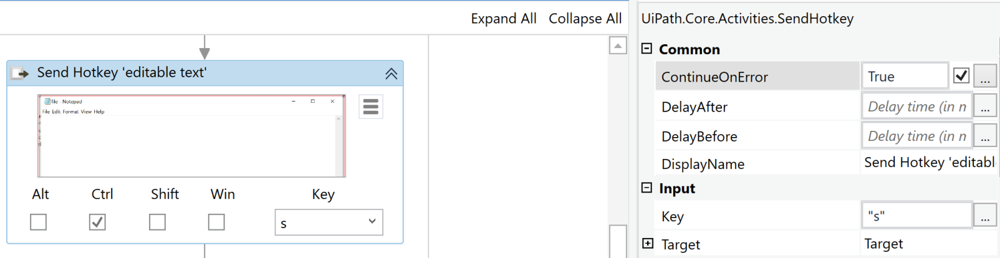 Expand All Collapse All
Send Hotkey 'editable text'
file - Notepad
File Edit Format View Help
Alt Ctrl Shift Win Key
s
UiPath.Core.Activities.SendHotkey
Common
ContinueOnError True ...
DelayAfter Delay time (in n ...
DelayBefore Delay time (in n ...
DisplayName Send Hotkey 'editabl
Input
Key "s" ...
Target Target